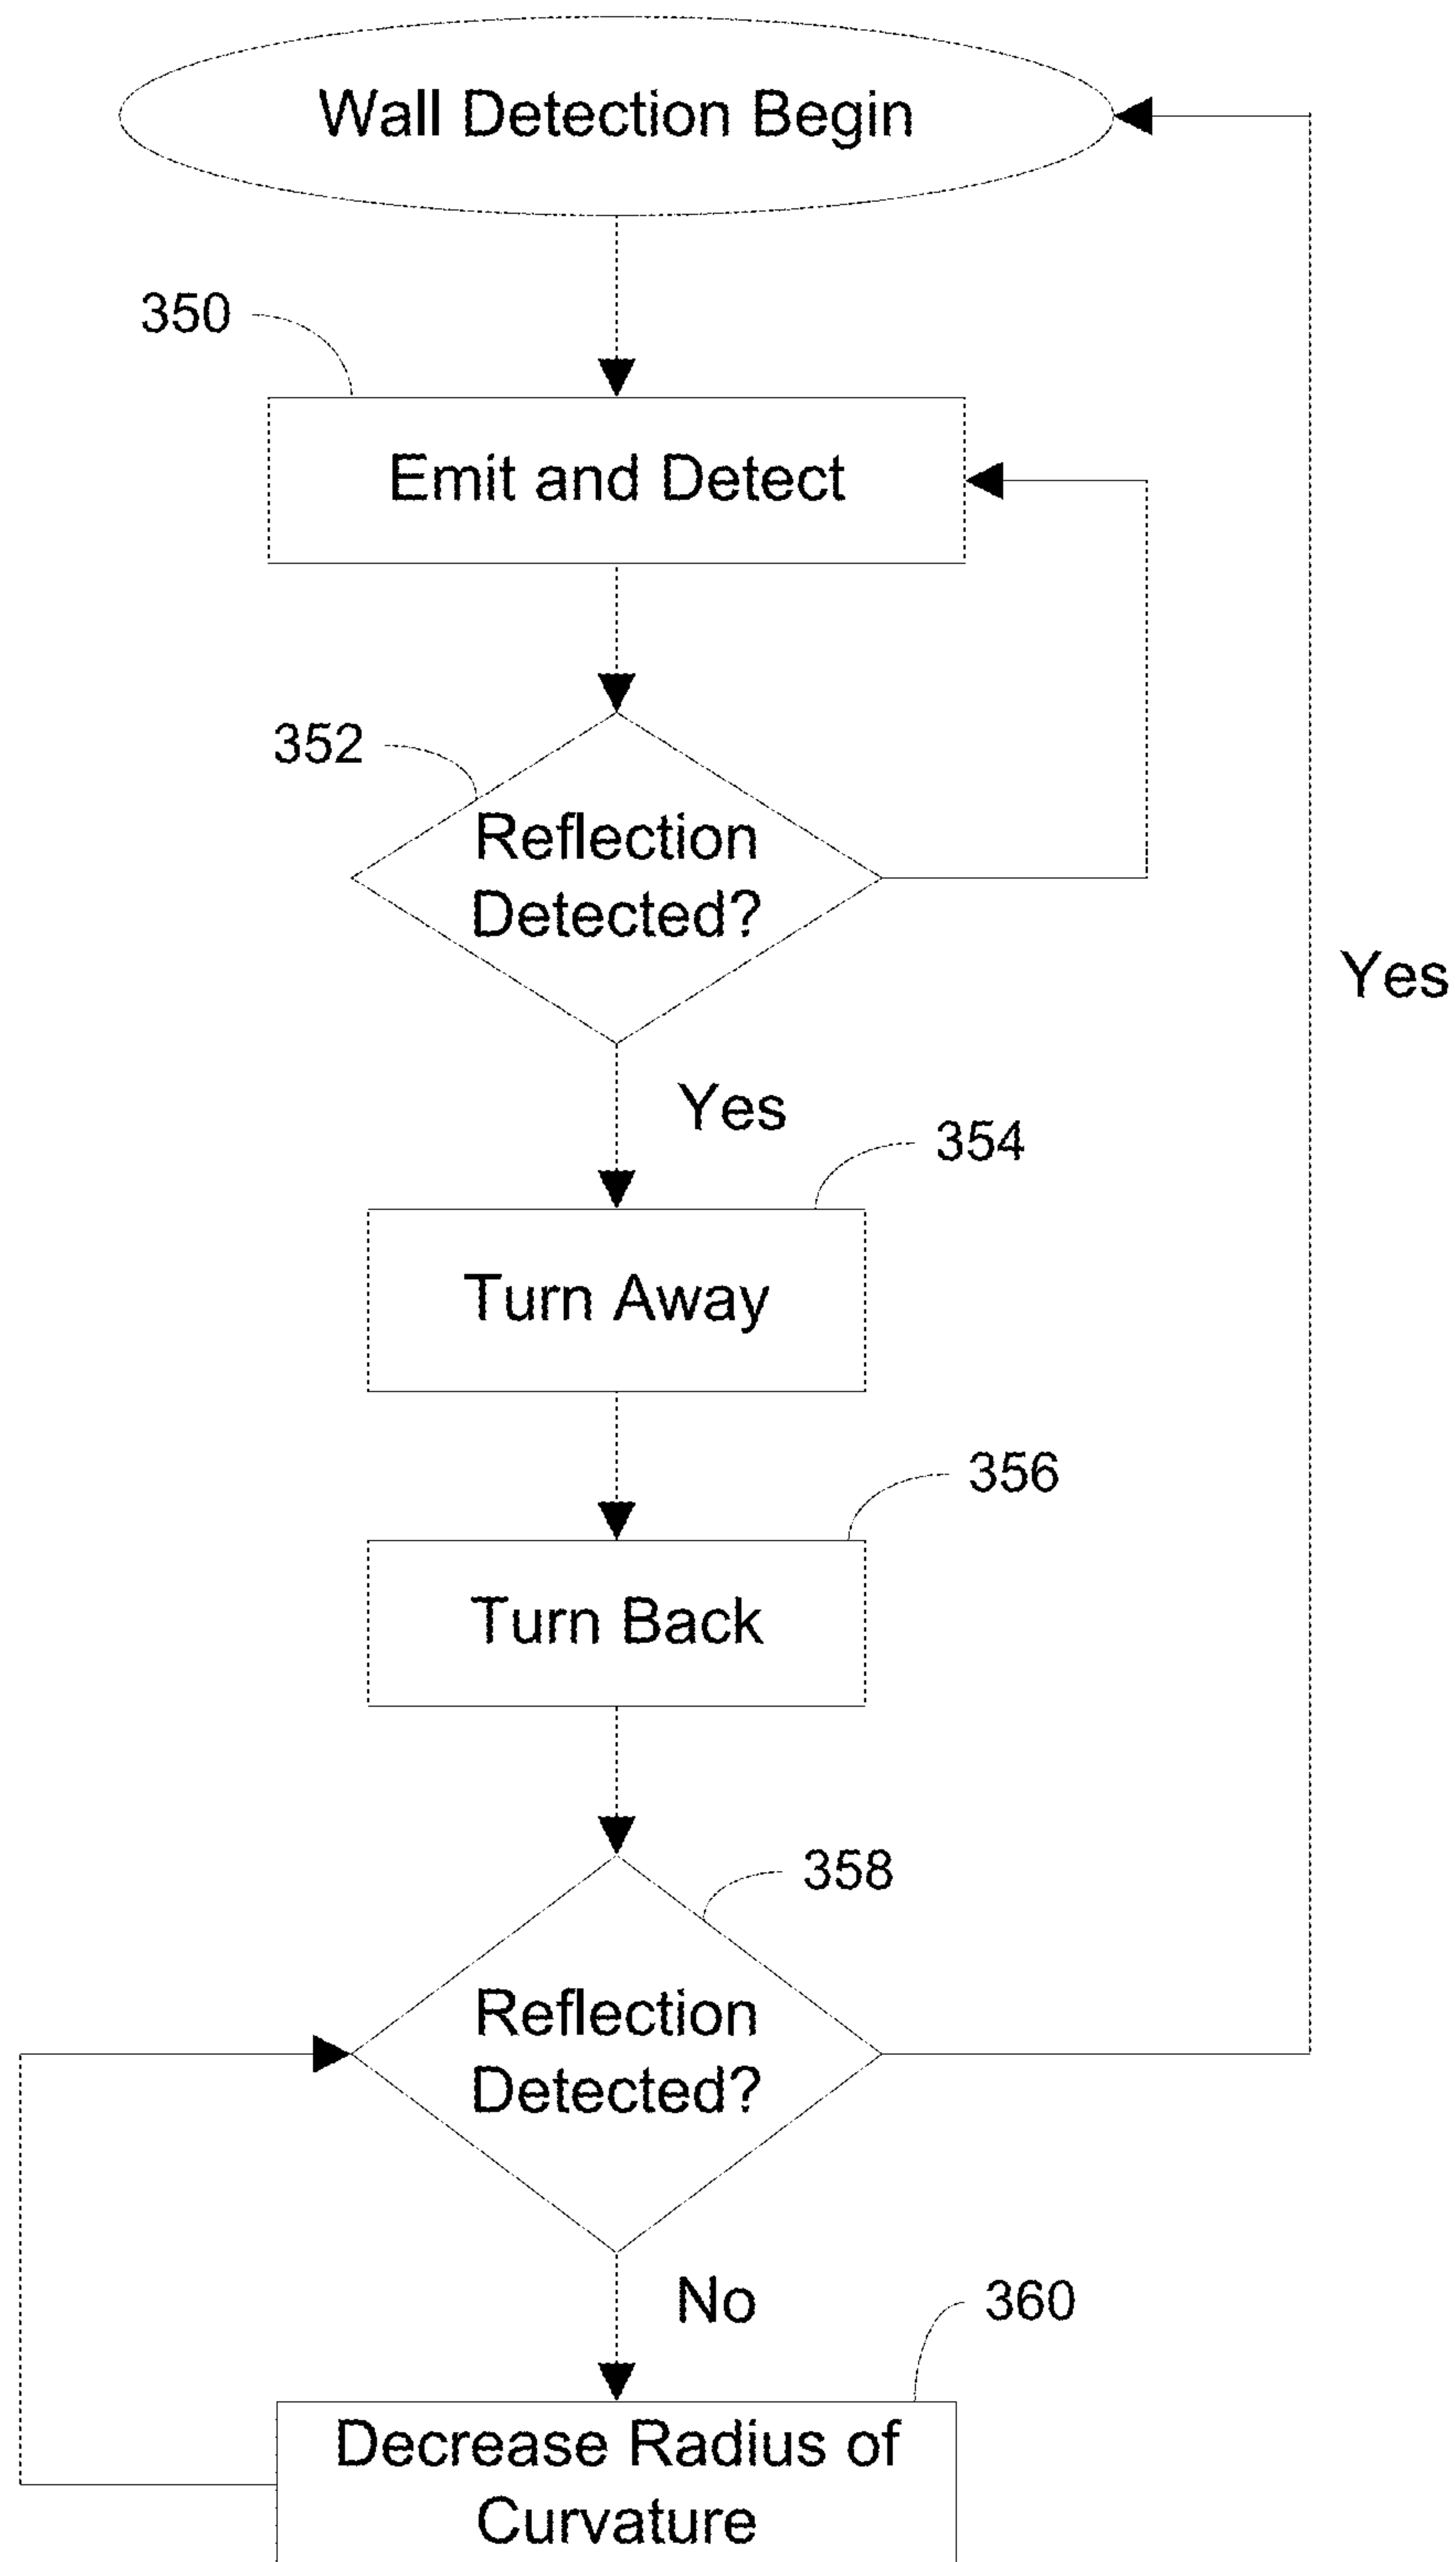 Wall Detection Begin
350
Emit and Detect
352
Reflection
Detected?
Yes
Yes
354
Turn Away
356
Turn Back
358
Reflection
Detected?
No
360
Decrease Radius of
Curvature